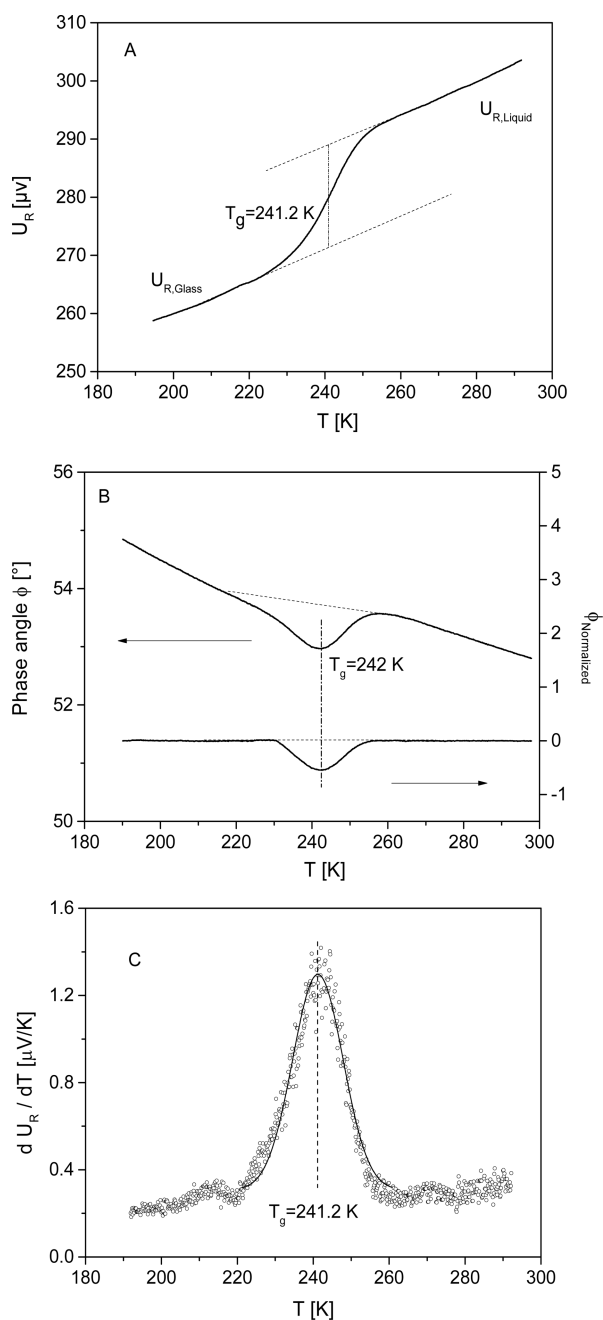 310
A
300
U_R,Liquid
290
U_R [μv]
280
T_g=241.2 K
270
U_R,Glass
260
250
180 200 220 240 260 280 300
T [K]
56 5
B
4
54 3
Phase angle ϕ [°]
2
ϕ_Normalized
T_g=242 K
52 1
0
-1
50
180 200 220 240 260 280 300
T [K]
1.6
C
1.2
d U_R / dT [μV/K]
0.8
0.4
T_g=241.2 K
0.0
180 200 220 240 260 280 300
T [K]